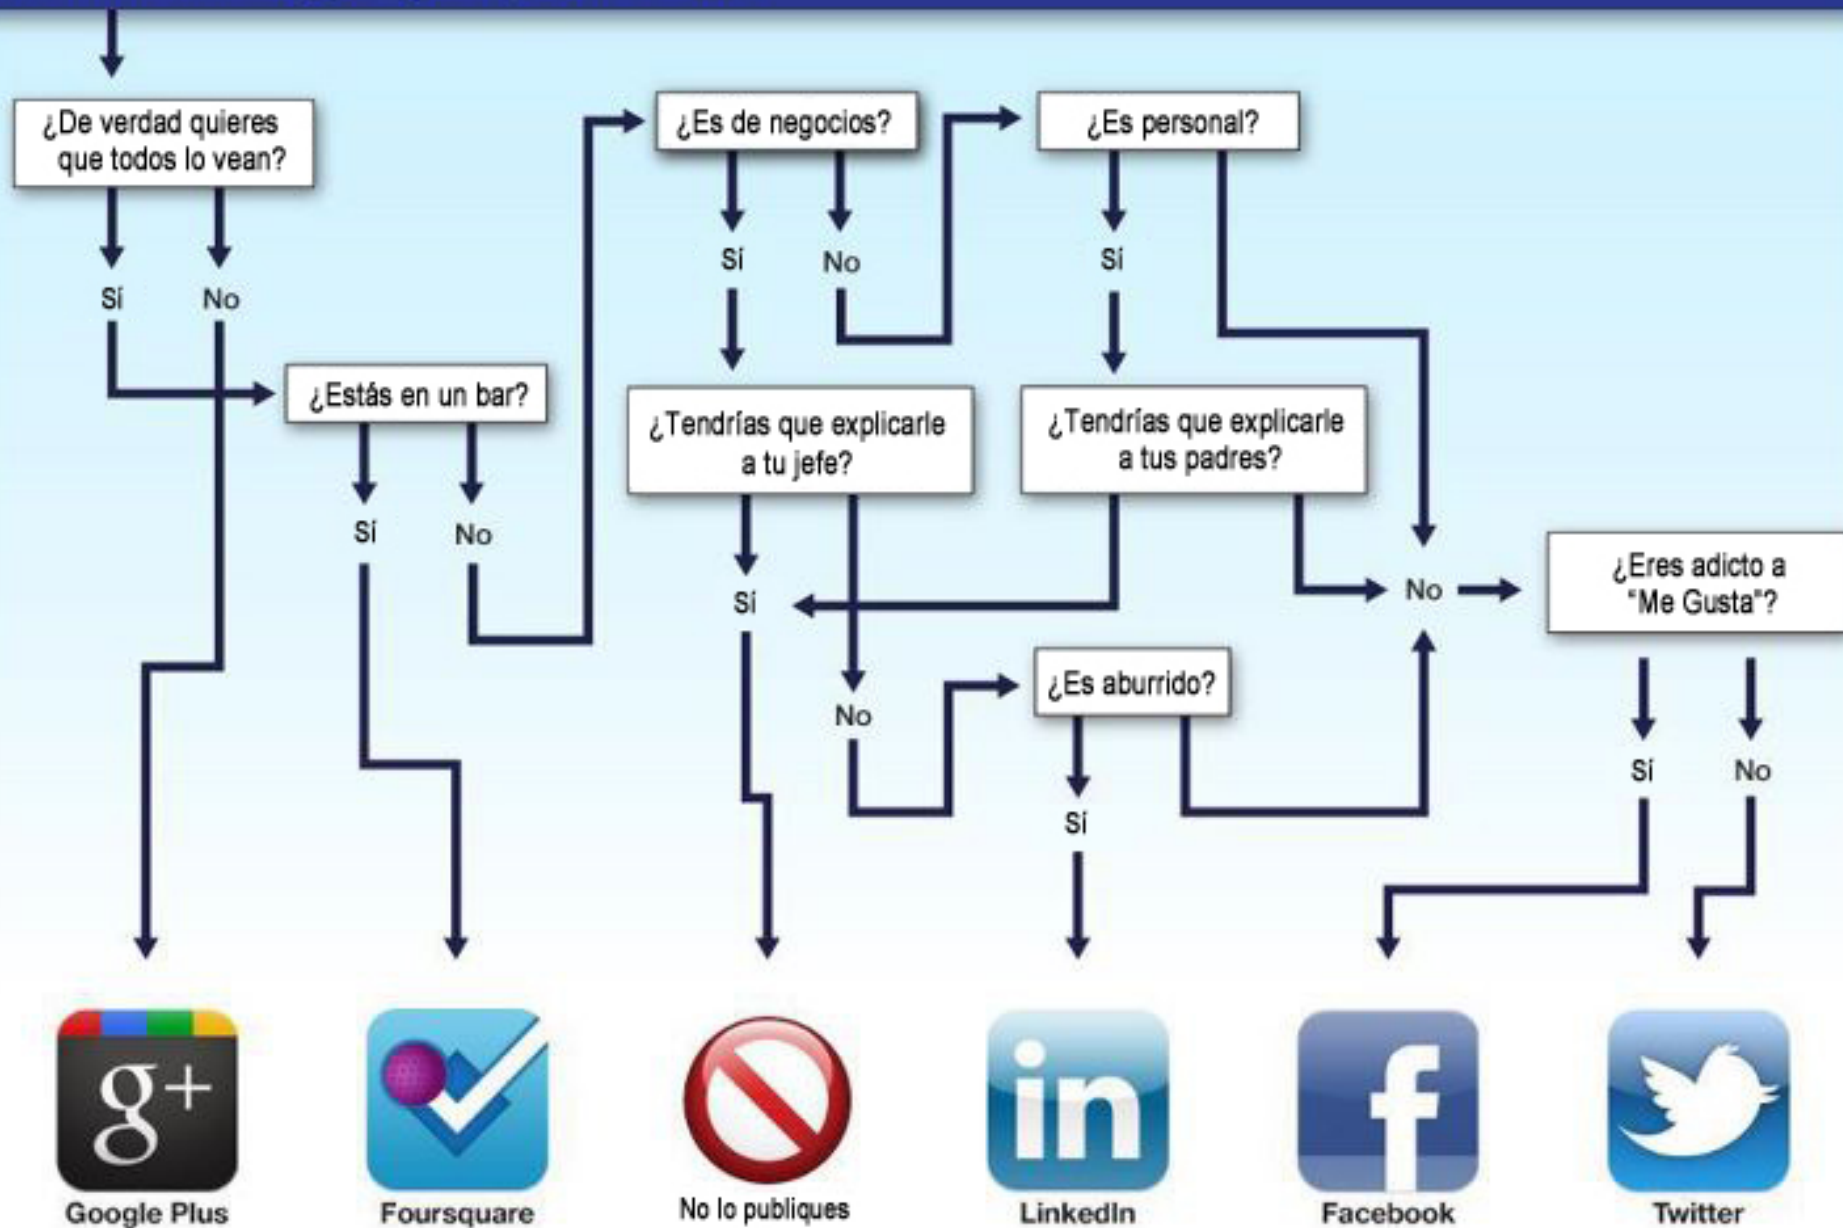 ¿De verdad quieres
que todos lo vean?
Sí
No
¿Estás en un bar?
Sí
No
¿Es de negocios?
Sí
No
¿Es personal?
Sí
¿Tendrías que explicarle
a tu jefe?
Sí
No
¿Tendrías que explicarle
a tus padres?
No
¿Es aburrido?
Sí
¿Eres adicto a
"Me Gusta"?
Sí
No
g+
in
f
Google Plus
Foursquare
No lo publiques
LinkedIn
Facebook
Twitter